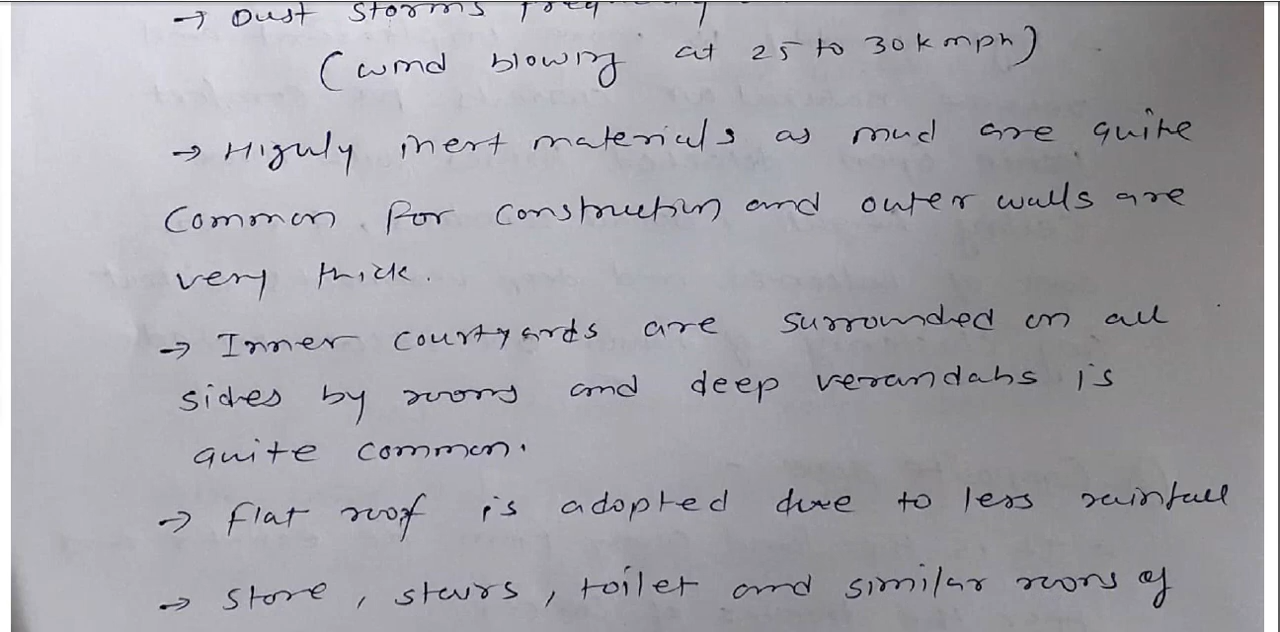 → Dust storms
(wind blowing at 25 to 30 kmph)
→ Highly inert materials as mud are quite
common for construction and outer walls are
very thick.
→ Inner courtyards are surrounded on all
sides by rooms and deep verandahs is
quite common.
→ flat roof is adopted due to less rainfall
→ store, stairs, toilet and similar rooms of